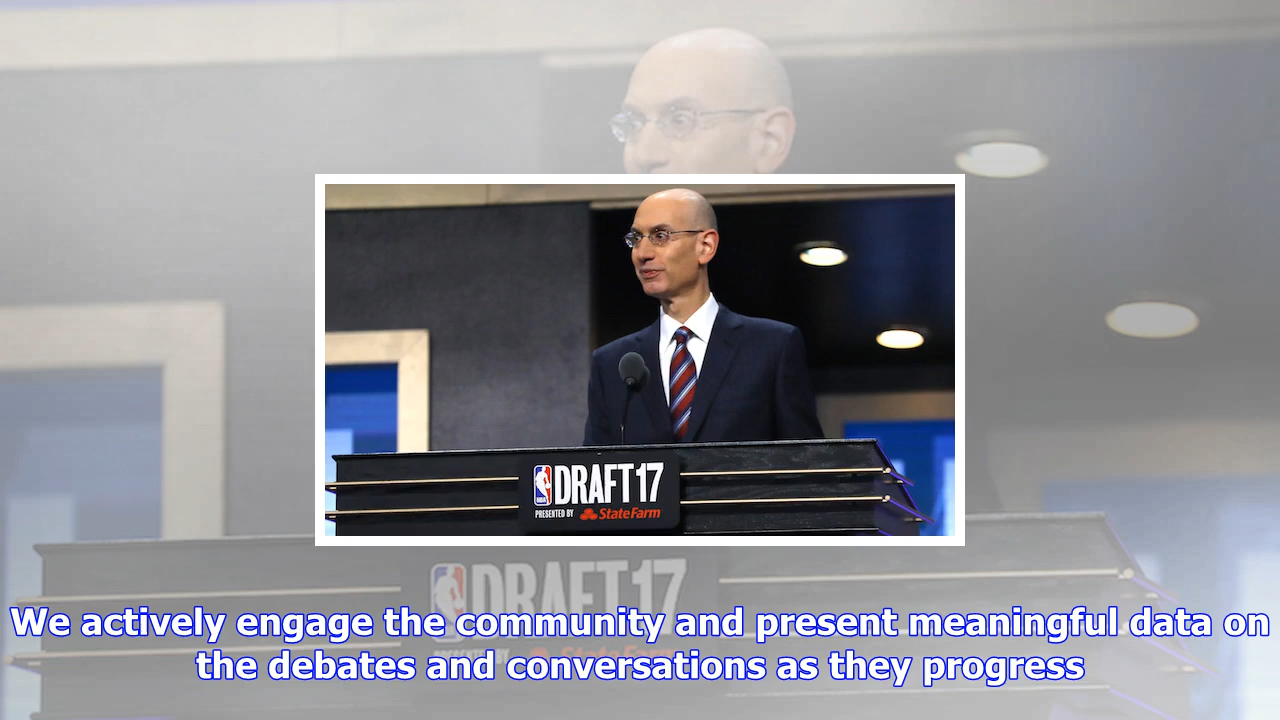 DRAFT17
PRESENTED BY StateFarm
DRAFT17
We actively engage the community and present meaningful data on
the debates and conversations as they progress